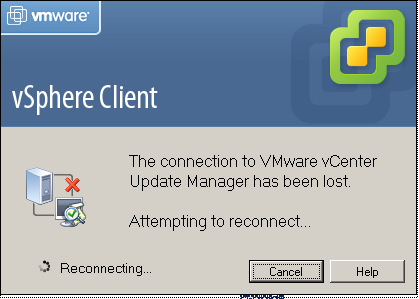 vmware®
vSphere Client
The connection to VMware vCenter
Update Manager has been lost.
Attempting to reconnect...
Reconnecting...
Cancel
Help